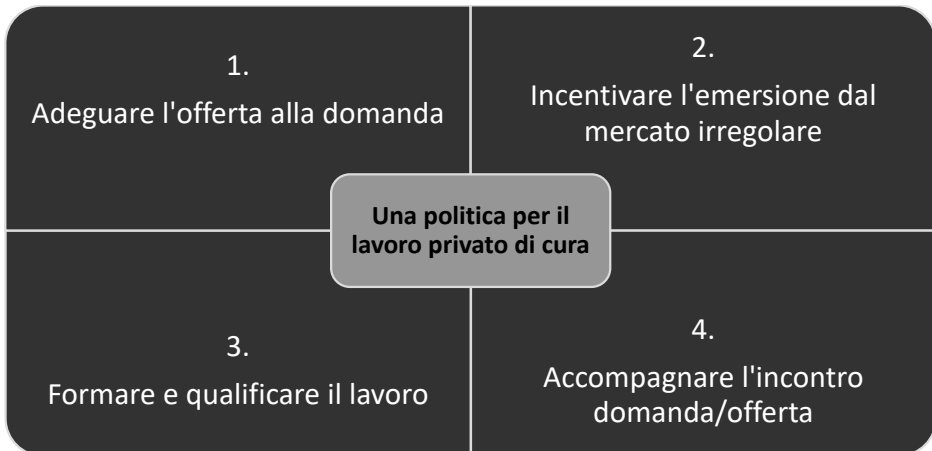 1.
Adeguare l'offerta alla domanda
2.
Incentivare l'emersione dal
mercato irregolare
Una politica per il
lavoro privato di cura
3.
Formare e qualificare il lavoro
4.
Accompagnare l'incontro
domanda/offerta